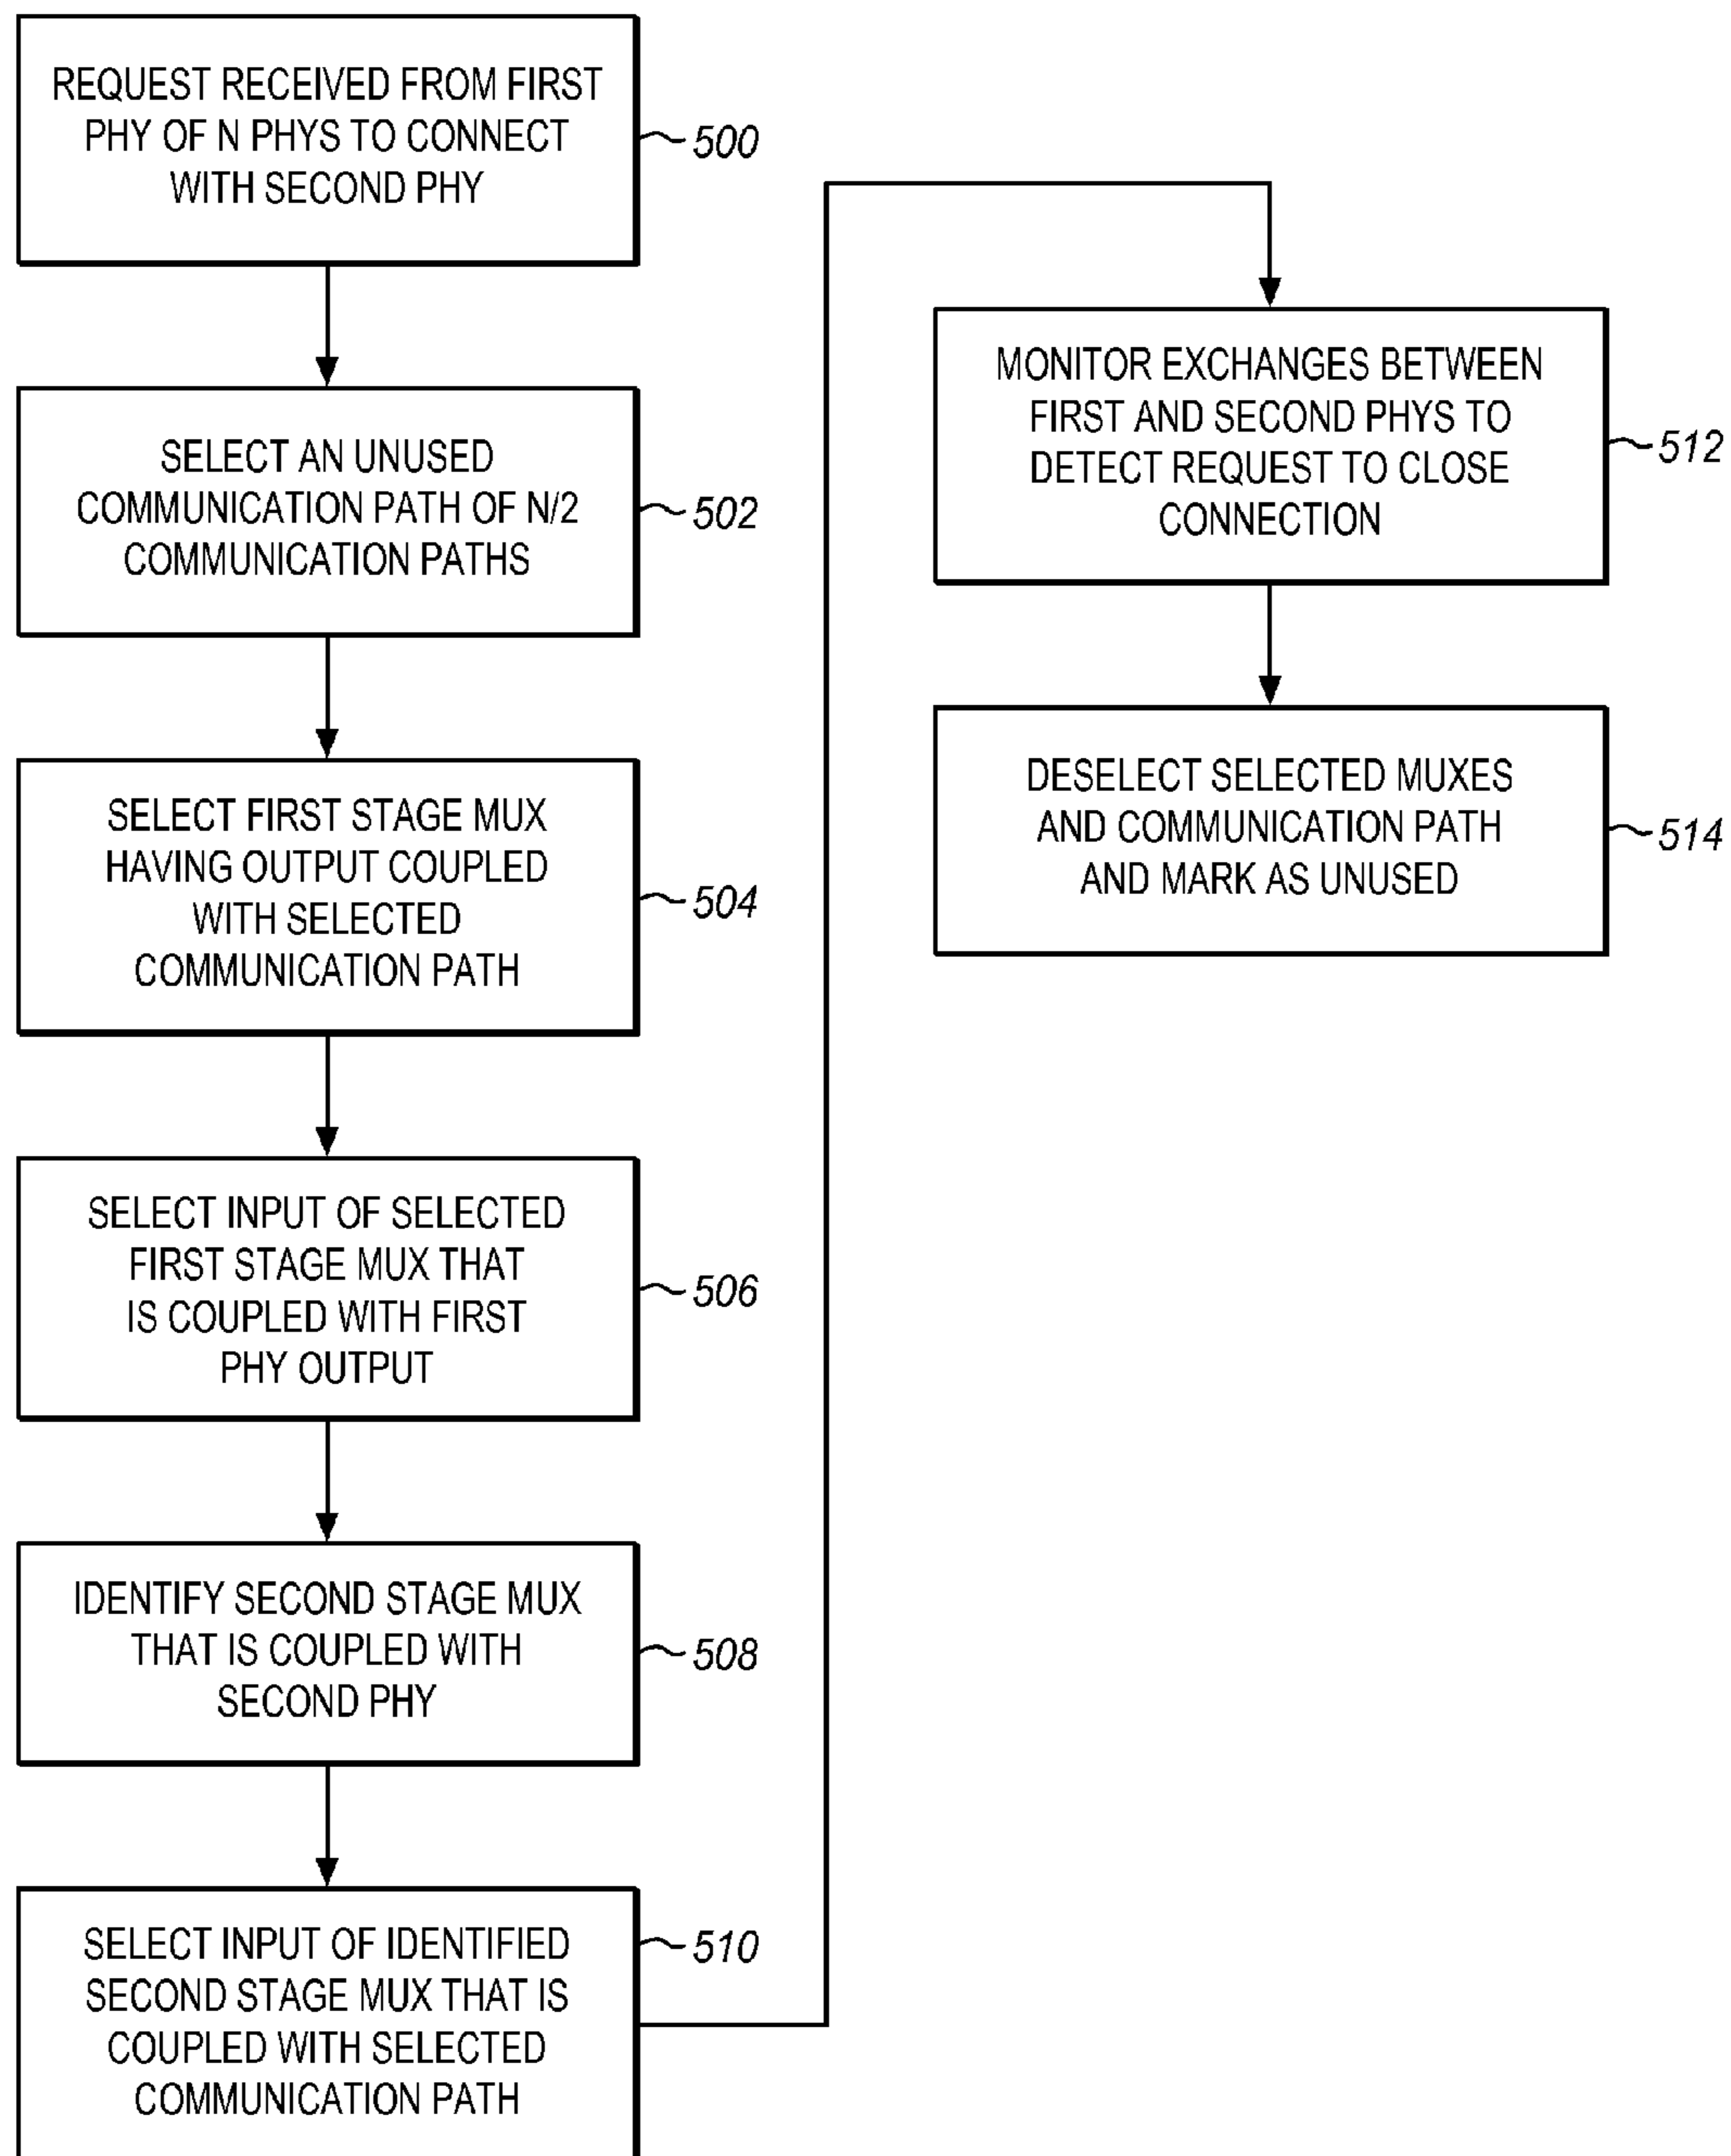 REQUEST RECEIVED FROM FIRST
PHY OF N PHYS TO CONNECT
WITH SECOND PHY
500
SELECT AN UNUSED
COMMUNICATION PATH OF N/2
COMMUNICATION PATHS
502
SELECT FIRST STAGE MUX
HAVING OUTPUT COUPLED
WITH SELECTED
COMMUNICATION PATH
504
SELECT INPUT OF SELECTED
FIRST STAGE MUX THAT
IS COUPLED WITH FIRST
PHY OUTPUT
506
IDENTIFY SECOND STAGE MUX
THAT IS COUPLED WITH
SECOND PHY
508
SELECT INPUT OF IDENTIFIED
SECOND STAGE MUX THAT IS
COUPLED WITH SELECTED
COMMUNICATION PATH
510
MONITOR EXCHANGES BETWEEN
FIRST AND SECOND PHYS TO
DETECT REQUEST TO CLOSE
CONNECTION
512
DESELECT SELECTED MUXES
AND COMMUNICATION PATH
AND MARK AS UNUSED
514